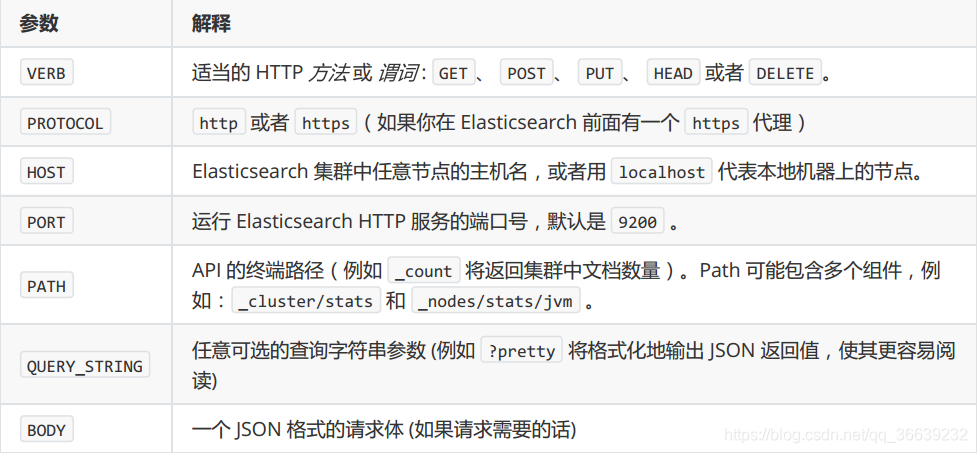 参数 解释
VERB 适当的 HTTP 方法 或 谓词 : GET 、 POST 、 PUT 、 HEAD 或者 DELETE 。
PROTOCOL http 或者 https （如果你在 Elasticsearch 前面有一个 https 代理）
HOST Elasticsearch 集群中任意节点的主机名，或者用 localhost 代表本地机器上的节点。
PORT 运行 Elasticsearch HTTP 服务的端口号，默认是 9200 。
PATH API 的终端路径（例如 _count 将返回集群中文档数量）。Path 可能包含多个组件，例
如：_cluster/stats 和 _nodes/stats/jvm 。
QUERY_STRING 任意可选的查询字符串参数 (例如 ?pretty 将格式化地输出 JSON 返回值，使其更容易阅
读)
BODY 一个 JSON 格式的请求体 (如果请求需要的话)
https://blog.csdn.net/qq_36639232